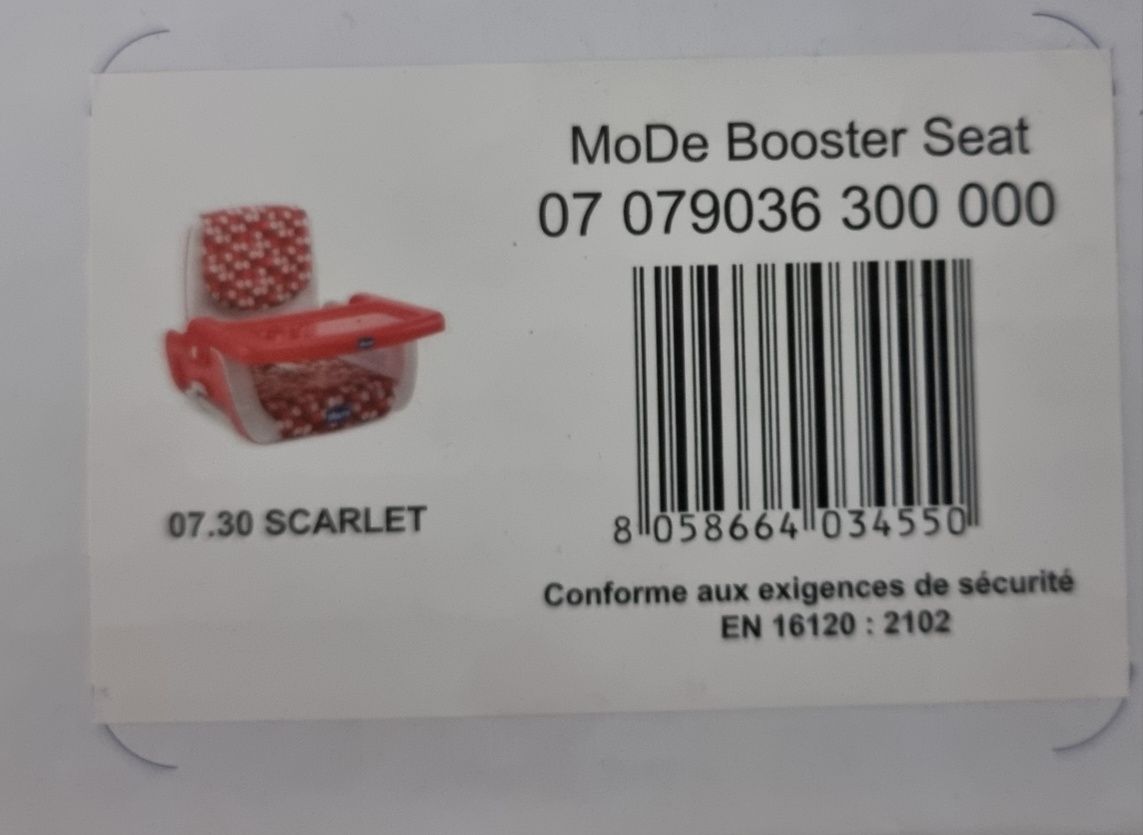 MoDe Booster Seat
07 079036 300 000
8 058664 034550
07.30 SCARLET
Conforme aux exigences de sécurité
EN 16120 : 2102